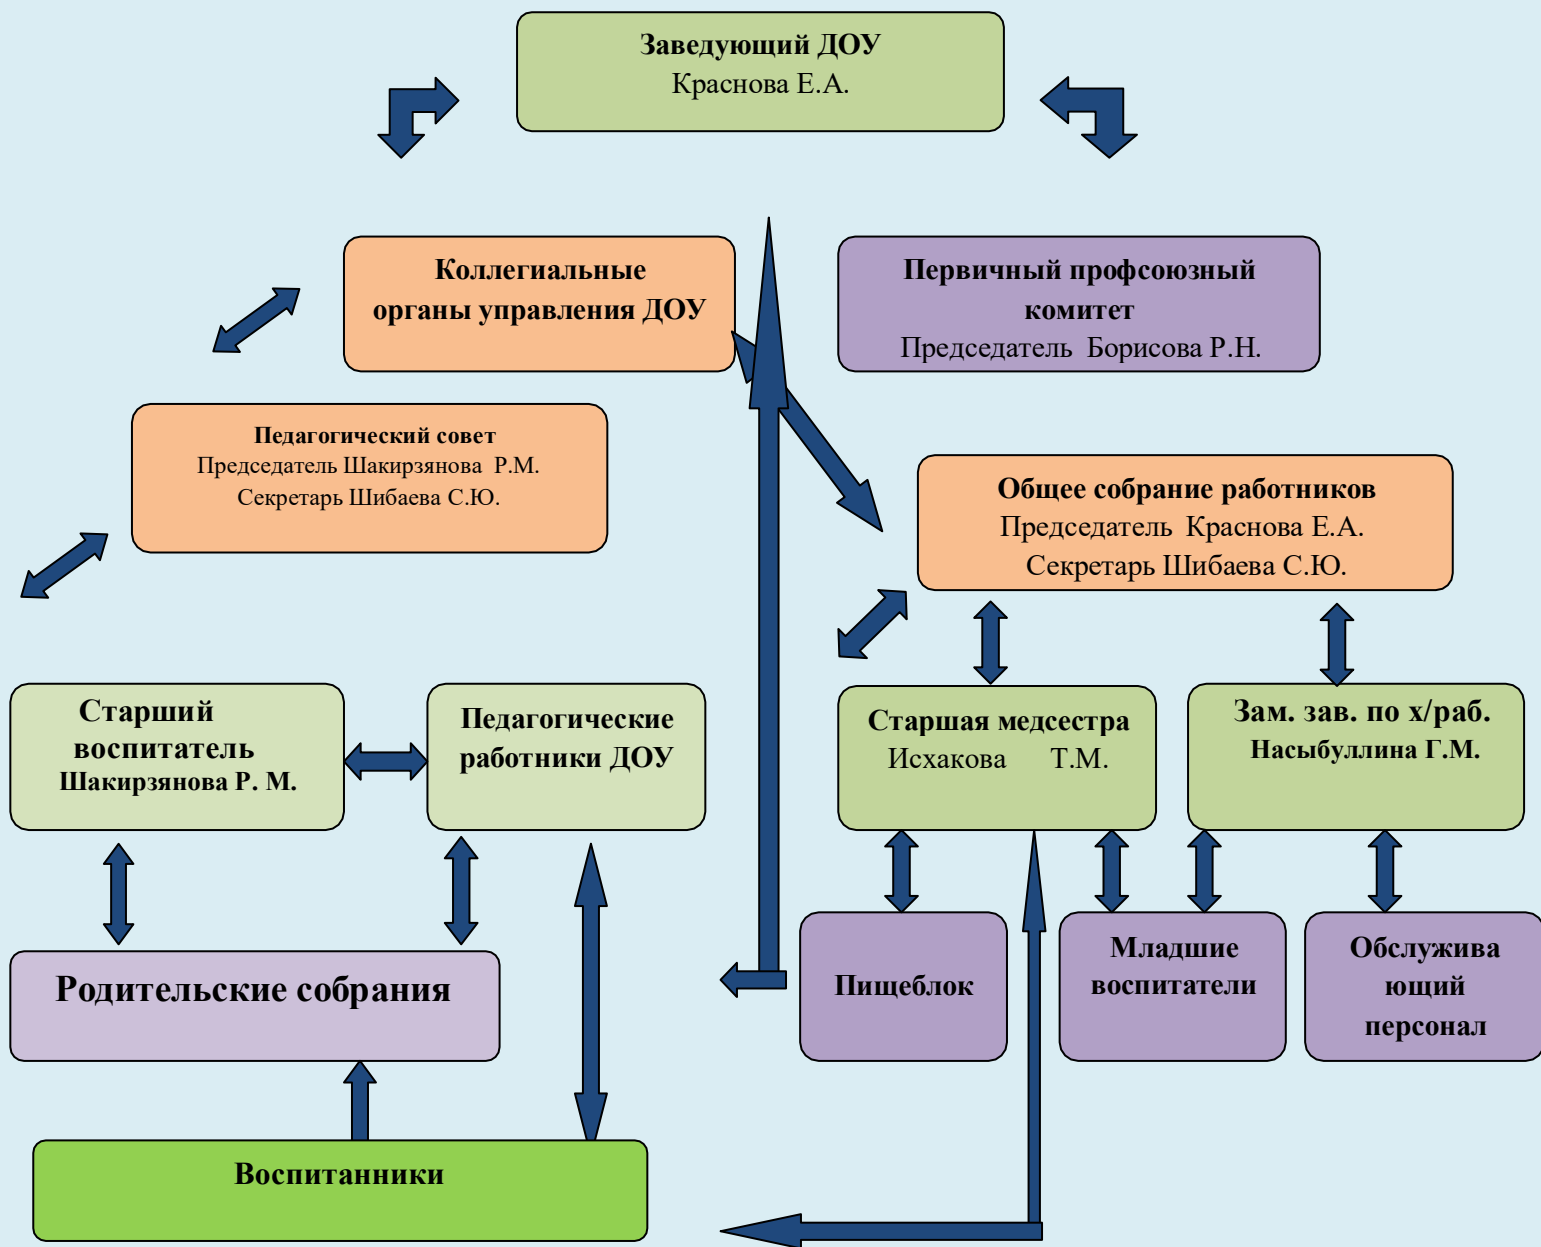 Заведующий ДОУ
Краснова Е.А.
Коллегиальные
органы управления ДОУ
Первичный профсоюзный
комитет
Председатель Борисова Р.Н.
Педагогический совет
Председатель Шакирзянова Р.М.
Секретарь Шибаева С.Ю.
Общее собрание работников
Председатель Краснова Е.А.
Секретарь Шибаева С.Ю.
Старший
воспитатель
Шакирзянова Р. М.
Педагогические
работники ДОУ
Старшая медсестра
Исхакова Т.М.
Зам. зав. по х/раб.
Насыбуллина Г.М.
Родительские собрания
Пищеблок
Младшие
воспитатели
Обслужива
ющий
персонал
Воспитанники